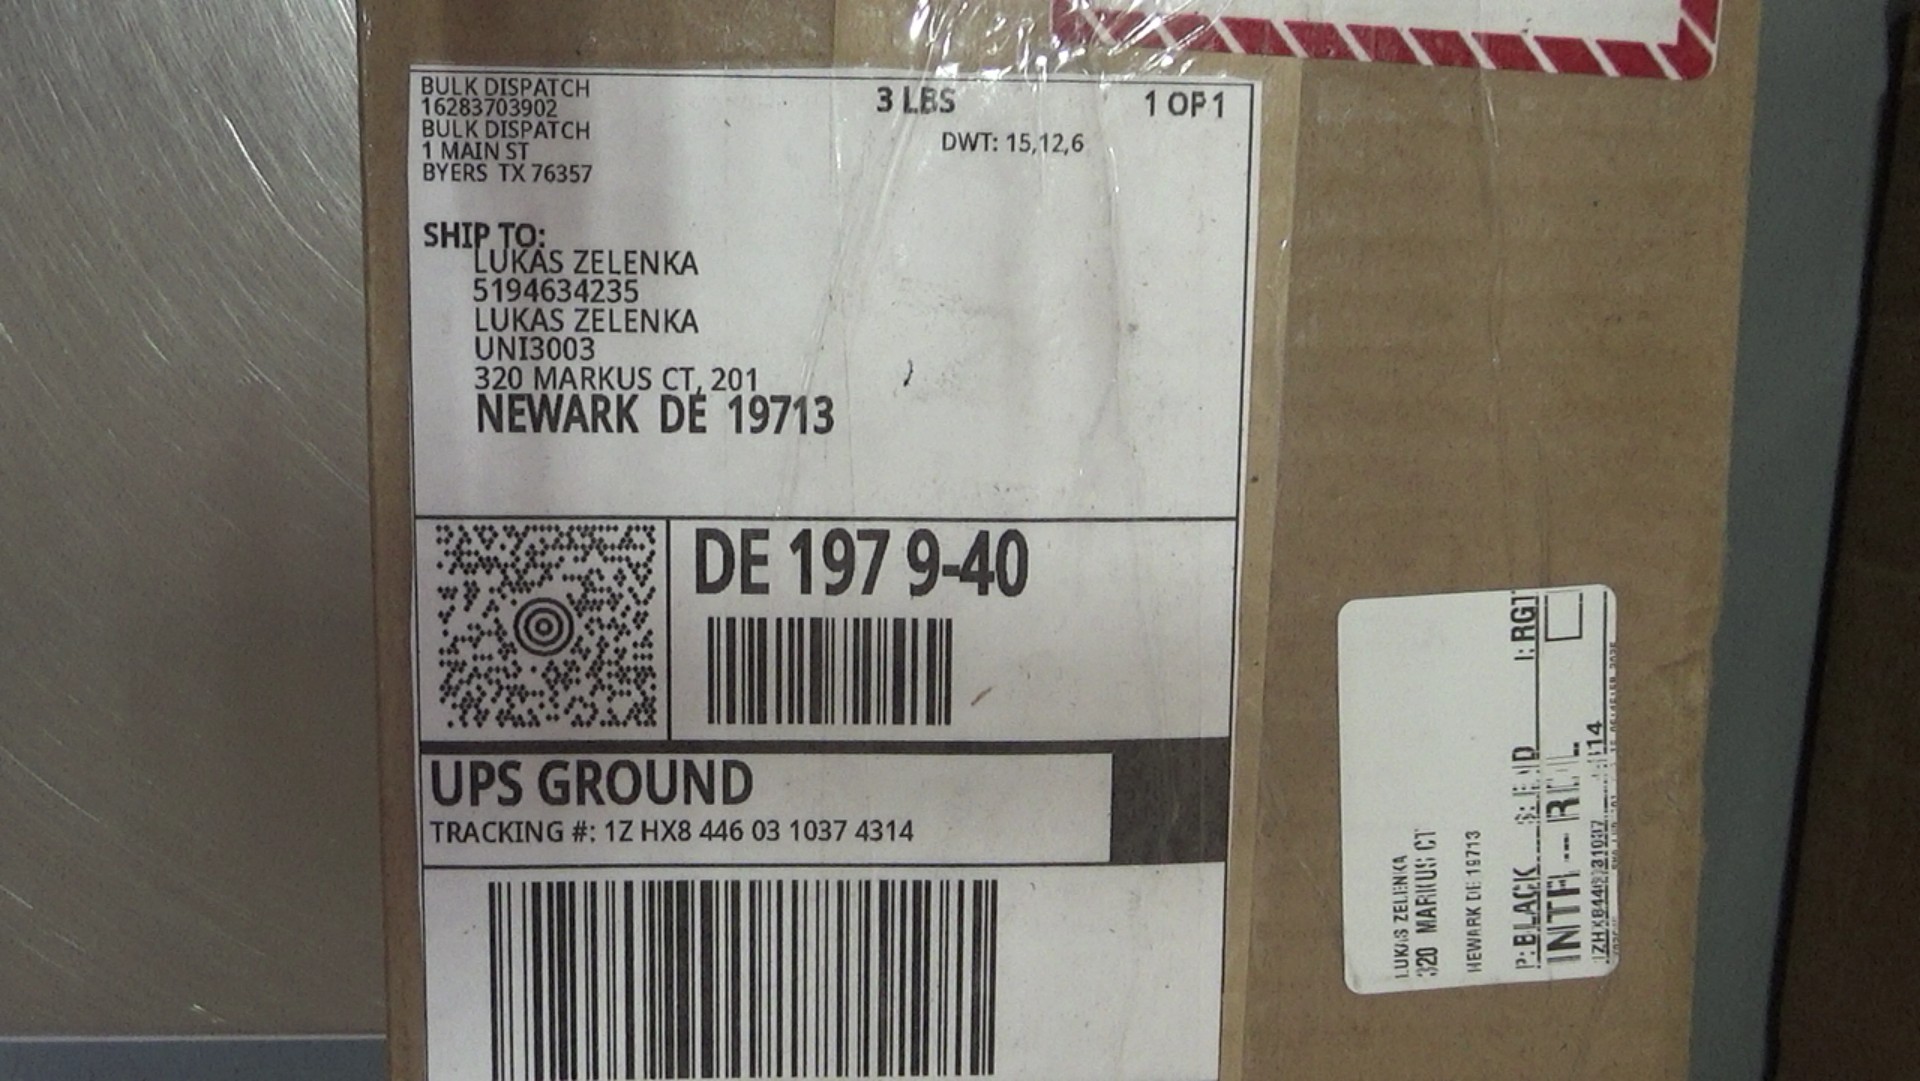 BULK DISPATCH
16283703902
BULK DISPATCH
1 MAIN ST
BYERS TX 76357
3 LBS
1 OF 1
DWT: 15,12,6
SHIP TO:
LUKAS ZELENKA
5194634235
LUKAS ZELENKA
UNI3003
320 MARKUS CT, 201
NEWARK DE 19713
DE 197 9-40
UPS GROUND
TRACKING #: 1Z HX8 446 03 1037 4314
LUKAS ZELENKA
320 MARKUS CT
NEWARK DE 19713
P: BLACK
I: RGT